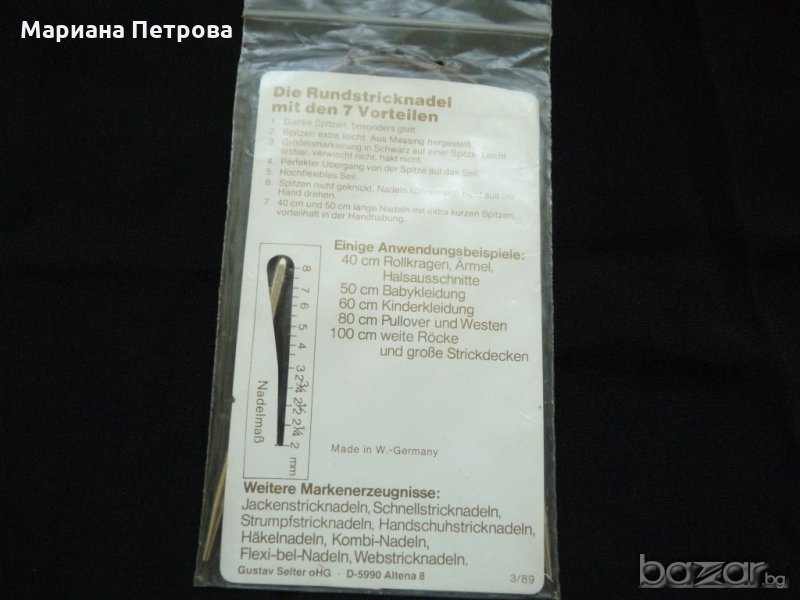 Мариана Петрова
Die Rundstricknadel
mit den 7 Vorteilen
1. Blanke Spitzen, besonders glatt.
2. Spitzen extra leicht. Aus Messing hergestellt.
3. Größenmarkierung in Schwarz auf einer Spitze. Leicht
lesbar, verwischt nicht, hakt nicht.
4. Perfekter Übergang von der Spitze auf das Seil.
5. Hochflexibles Seil.
6. Spitzen nicht geknickt, Nadeln können sich nicht aus der
Hand drehen.
7. 40 cm und 50 cm lange Nadeln mit extra kurzen Spitzen,
vorteilhaft in der Handhabung.
Einige Anwendungsbeispiele:
40 cm Rollkragen, Ärmel,
Halsausschnitte
50 cm Babykleidung
60 cm Kinderkleidung
80 cm Pullover und Westen
100 cm weite Röcke
und große Strickdecken
8 7 6 5 4 3 2¾ 2½ 2¼ 2 mm
Nadelmaß
Made in W.-Germany
Weitere Markenerzeugnisse:
Jackenstricknadeln, Schnellstricknadeln,
Strumpfstricknadeln, Handschuhstricknadeln,
Häkelnadeln, Kombi-Nadeln,
Flexi-bel-Nadeln, Webstricknadeln.
Gustav Selter oHG · D-5990 Altena 8
3/89
bazar.bg